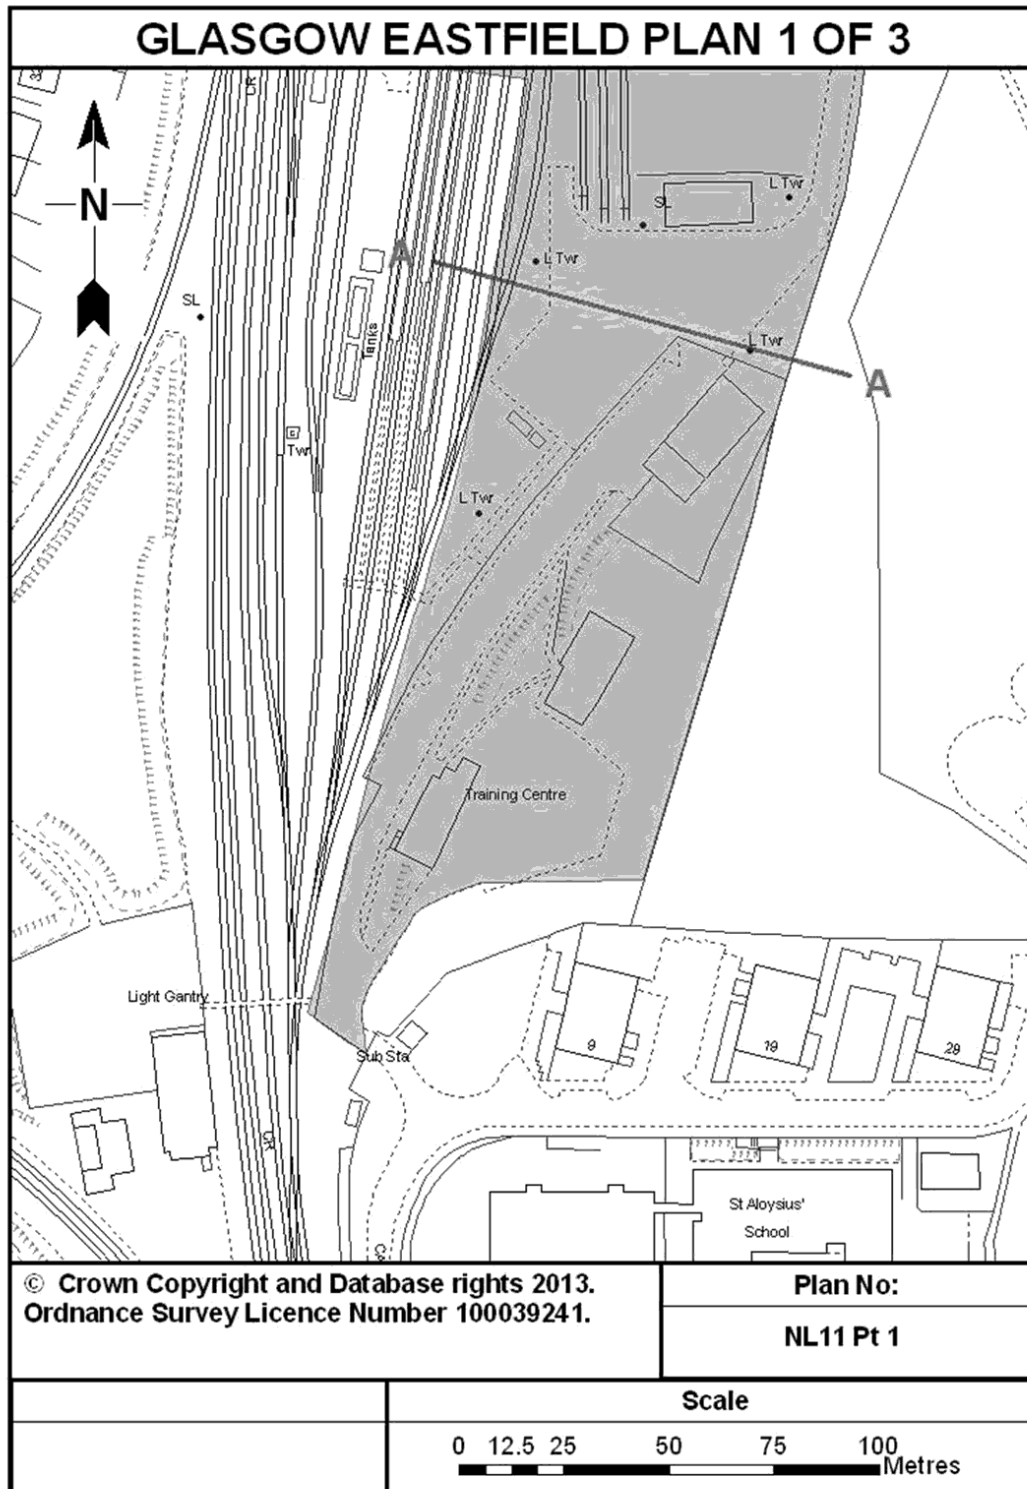 GLASGOW EASTFIELD PLAN 1 OF 3
CR
L Twr
SL
N
A
L Twr
SL
Tanks
L Twr
A
Twr
L Twr
Training Centre
Light Gantry
Sub Sta
9
19
29
CR
St Aloysius'
School
© Crown Copyright and Database rights 2013.
Ordnance Survey Licence Number 100039241.
Plan No:
NL11 Pt 1
Scale
0 12.5 25 50 75 100
Metres